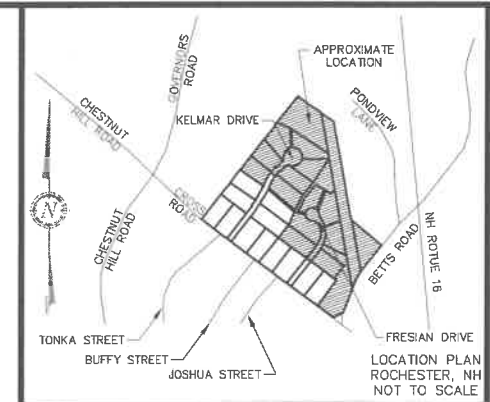 APPROXIMATE
LOCATION
GOVERNORS
ROAD
PONDVIEW
LANE
KELMAR DRIVE
CHESTNUT
HILL ROAD
CROSS
ROAD
N
CHESTNUT
HILL ROAD
BETTS ROAD
NH ROTUE 16
TONKA STREET
BUFFY STREET
JOSHUA STREET
FRESIAN DRIVE
LOCATION PLAN
ROCHESTER, NH
NOT TO SCALE